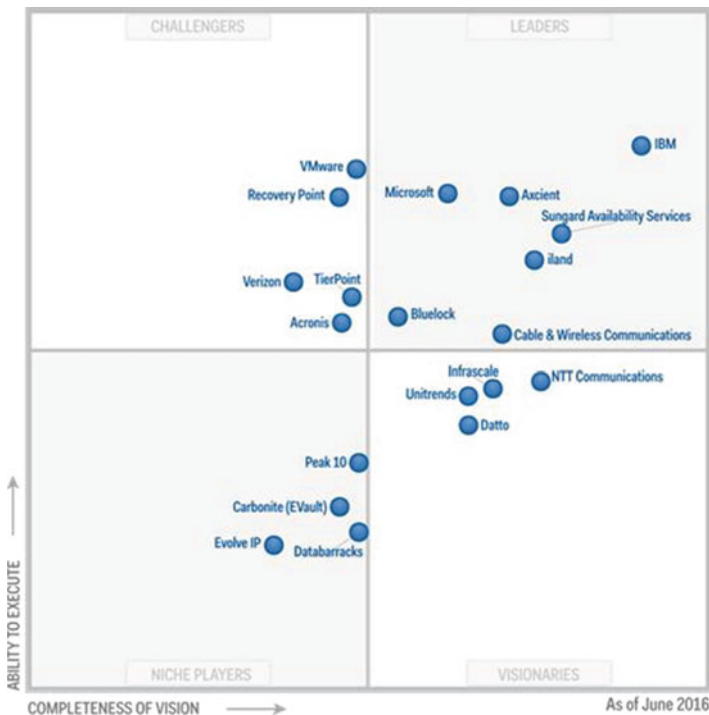 CHALLENGERS
LEADERS
IBM
VMware
Recovery Point
Microsoft
Axcient
Sungard Availability Services
iland
Verizon
TierPoint
Acronis
Bluelock
Cable & Wireless Communications
Infrascale
NTT Communications
Unitrends
Datto
Peak 10
Carbonite (EVault)
Evolve IP
Databarracks
ABILITY TO EXECUTE
NICHE PLAYERS
VISIONARIES
COMPLETENESS OF VISION
As of June 2016